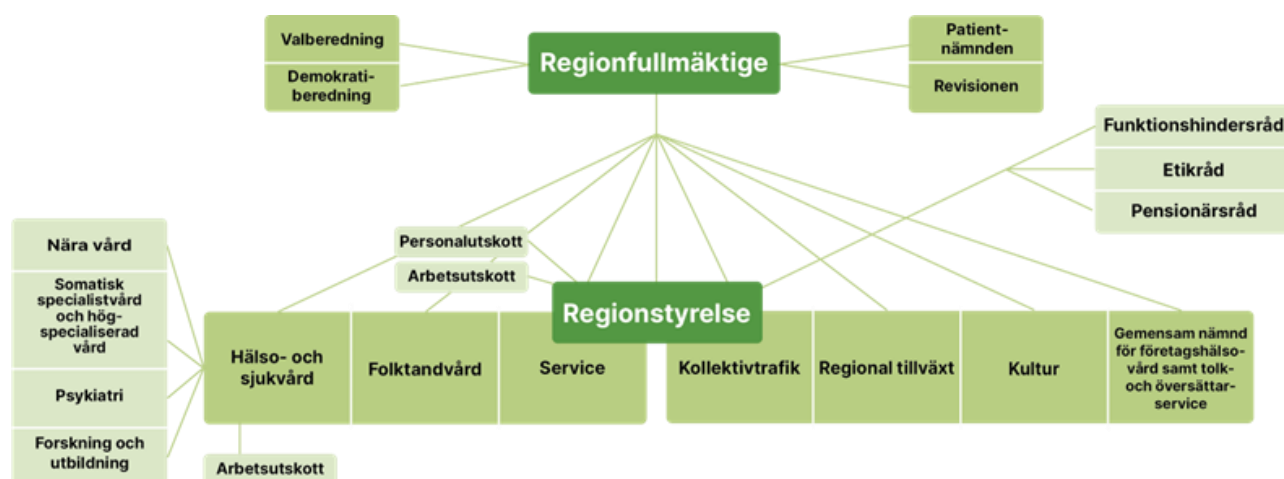 Valberedning
Demokrati-
beredning
Regionfullmäktige
Patient-
nämnden
Revisionen
Funktionshindersråd
Etikråd
Pensionärsråd
Personalutskott
Arbetsutskott
Regionstyrelse
Nära vård
Somatisk
specialistvård
och hög-
specialiserad
vård
Psykiatri
Forskning och
utbildning
Hälso- och
sjukvård
Folktandvård
Service
Kollektivtrafik
Regional tillväxt
Kultur
Gemensam nämnd
för företagshälso-
vård samt tolk-
och översättar-
service
Arbetsutskott